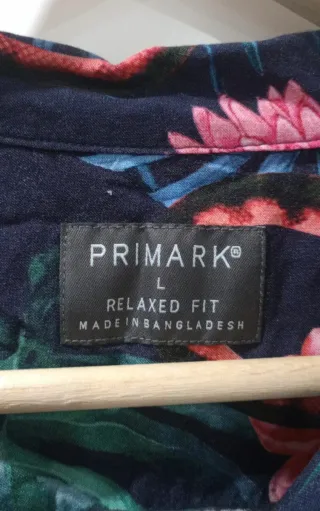 PRIMARK®
L
RELAXED FIT
MADE IN BANGLADESH